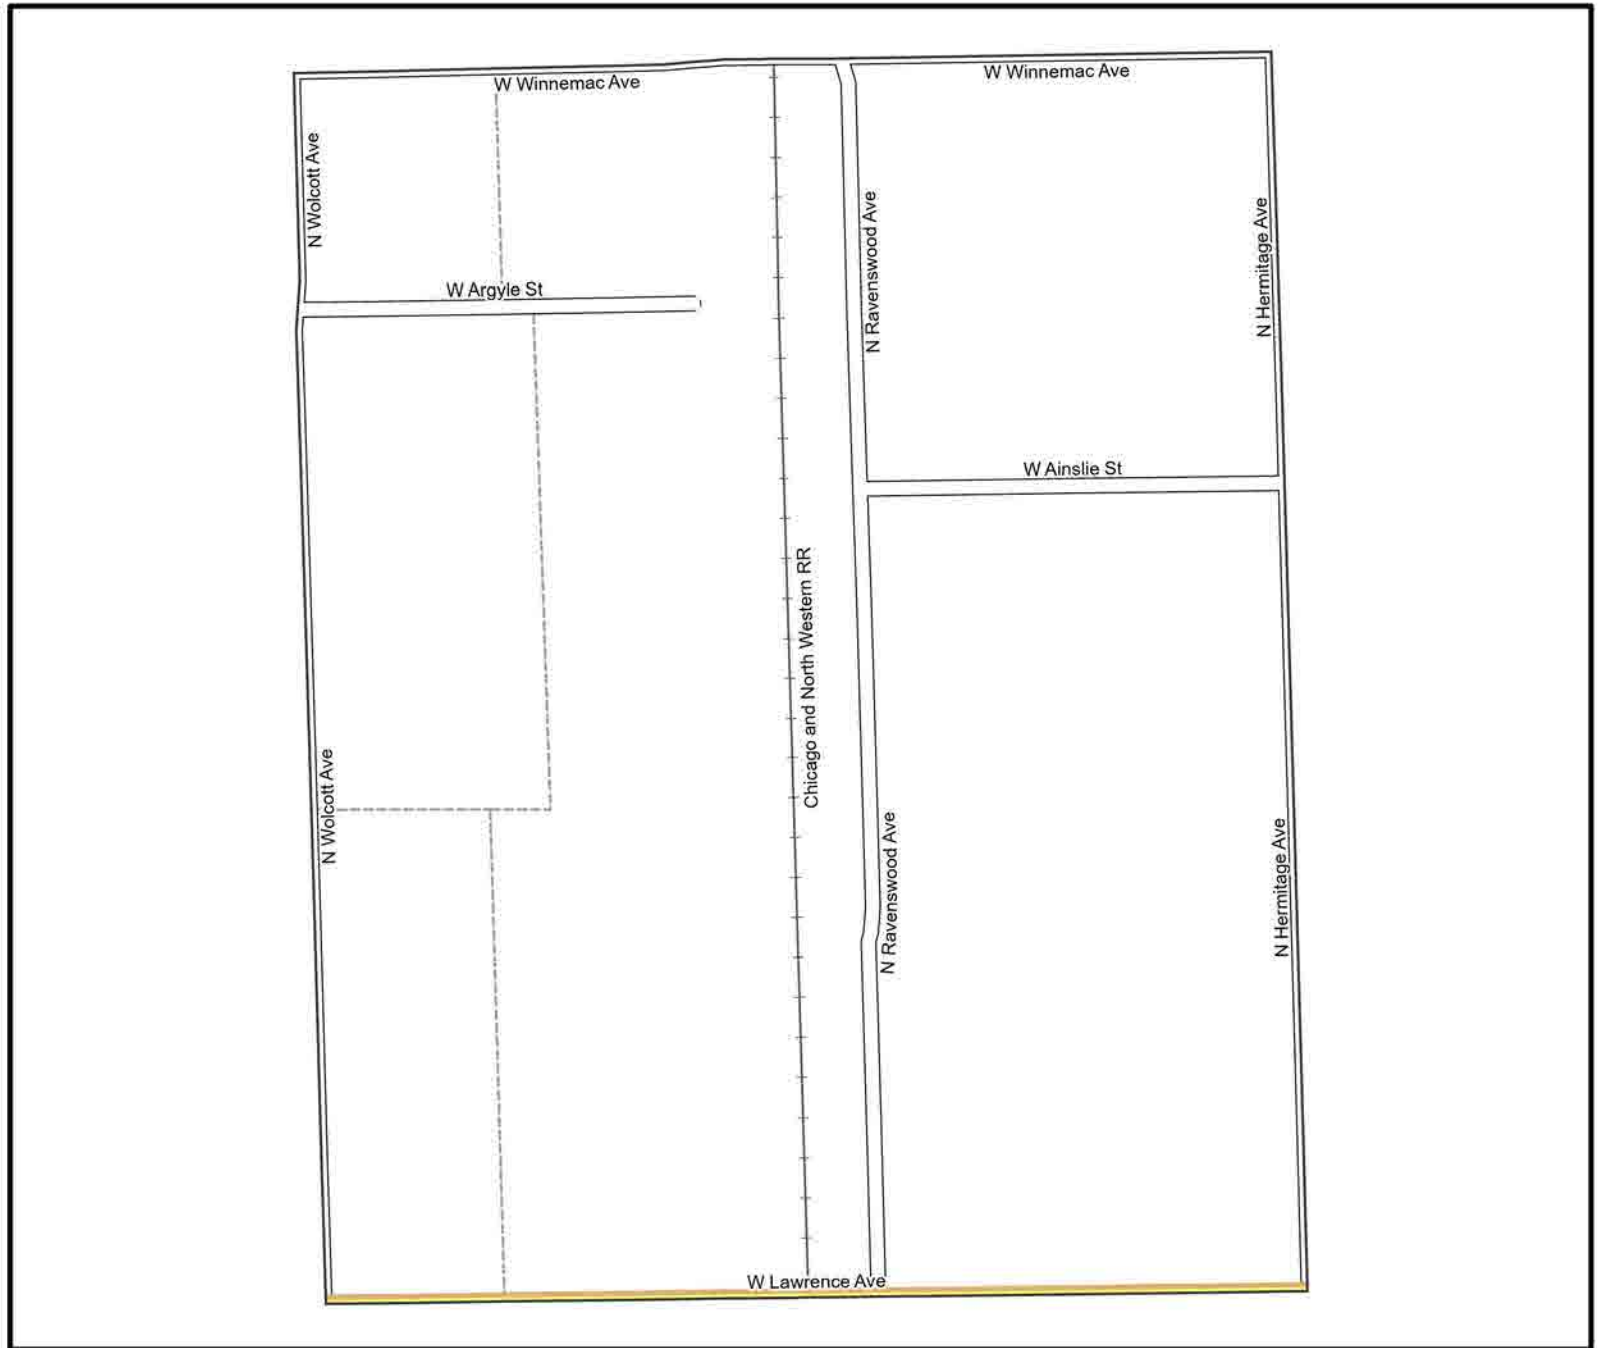 W Winnemac Ave
W Winnemac Ave
N Wolcott Ave
N Ravenswood Ave
N Hermitage Ave
W Argyle St
W Ainslie St
Chicago and North Western RR
N Wolcott Ave
N Ravenswood Ave
N Hermitage Ave
W Lawrence Ave